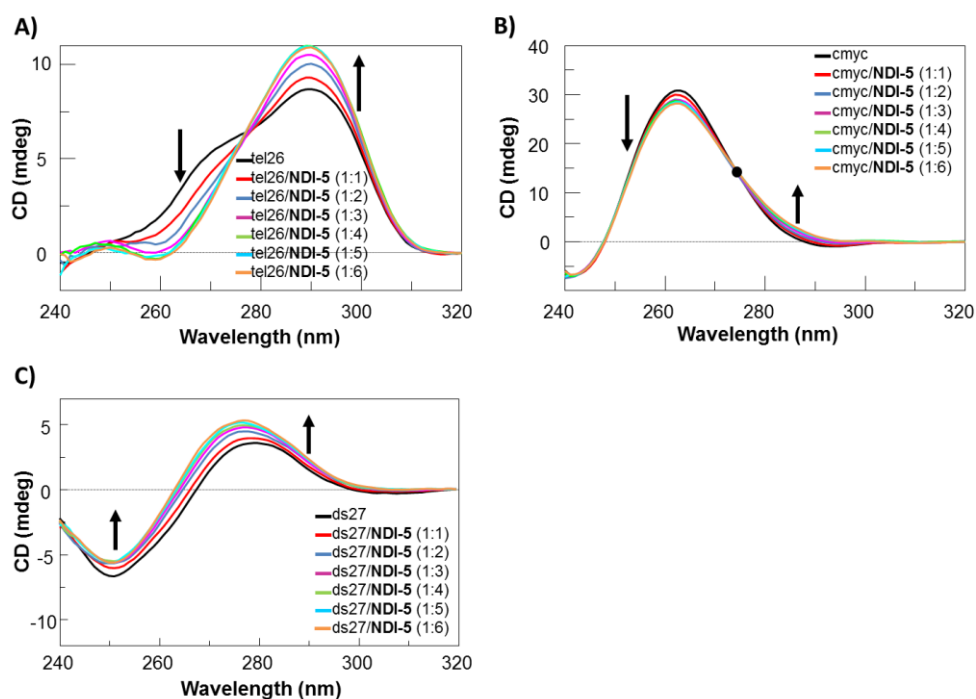 A)
10
5
0
CD (mdeg)
tel26
tel26/NDI-5 (1:1)
tel26/NDI-5 (1:2)
tel26/NDI-5 (1:3)
tel26/NDI-5 (1:4)
tel26/NDI-5 (1:5)
tel26/NDI-5 (1:6)
240 260 280 300 320
Wavelength (nm)
B)
40
30
20
10
0
-10
CD (mdeg)
cmyc
cmyc/NDI-5 (1:1)
cmyc/NDI-5 (1:2)
cmyc/NDI-5 (1:3)
cmyc/NDI-5 (1:4)
cmyc/NDI-5 (1:5)
cmyc/NDI-5 (1:6)
240 260 280 300 320
Wavelength (nm)
C)
5
0
-5
-10
CD (mdeg)
ds27
ds27/NDI-5 (1:1)
ds27/NDI-5 (1:2)
ds27/NDI-5 (1:3)
ds27/NDI-5 (1:4)
ds27/NDI-5 (1:5)
ds27/NDI-5 (1:6)
240 260 280 300 320
Wavelength (nm)